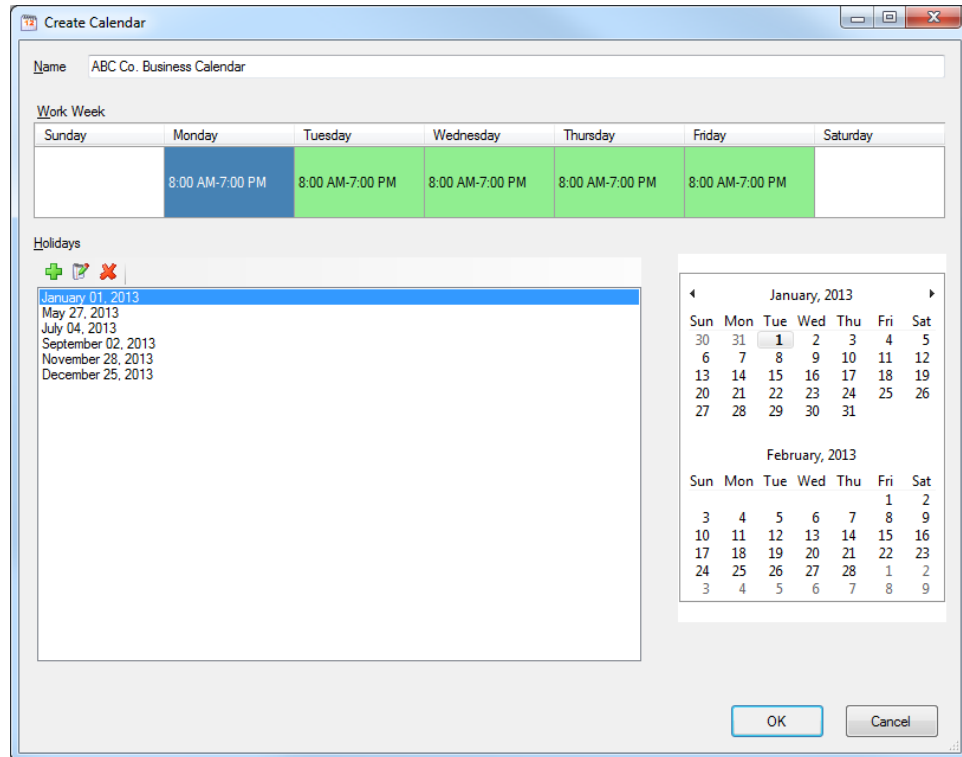 12 Create Calendar
Name ABC Co. Business Calendar
Work Week
Sunday Monday Tuesday Wednesday Thursday Friday Saturday
8:00 AM-7:00 PM 8:00 AM-7:00 PM 8:00 AM-7:00 PM 8:00 AM-7:00 PM 8:00 AM-7:00 PM
Holidays
January 01, 2013
May 27, 2013
July 04, 2013
September 02, 2013
November 28, 2013
December 25, 2013
January, 2013
Sun Mon Tue Wed Thu Fri Sat
30 31 1 2 3 4 5
6 7 8 9 10 11 12
13 14 15 16 17 18 19
20 21 22 23 24 25 26
27 28 29 30 31
February, 2013
Sun Mon Tue Wed Thu Fri Sat
1 2
3 4 5 6 7 8 9
10 11 12 13 14 15 16
17 18 19 20 21 22 23
24 25 26 27 28 1 2
3 4 5 6 7 8 9
OK Cancel